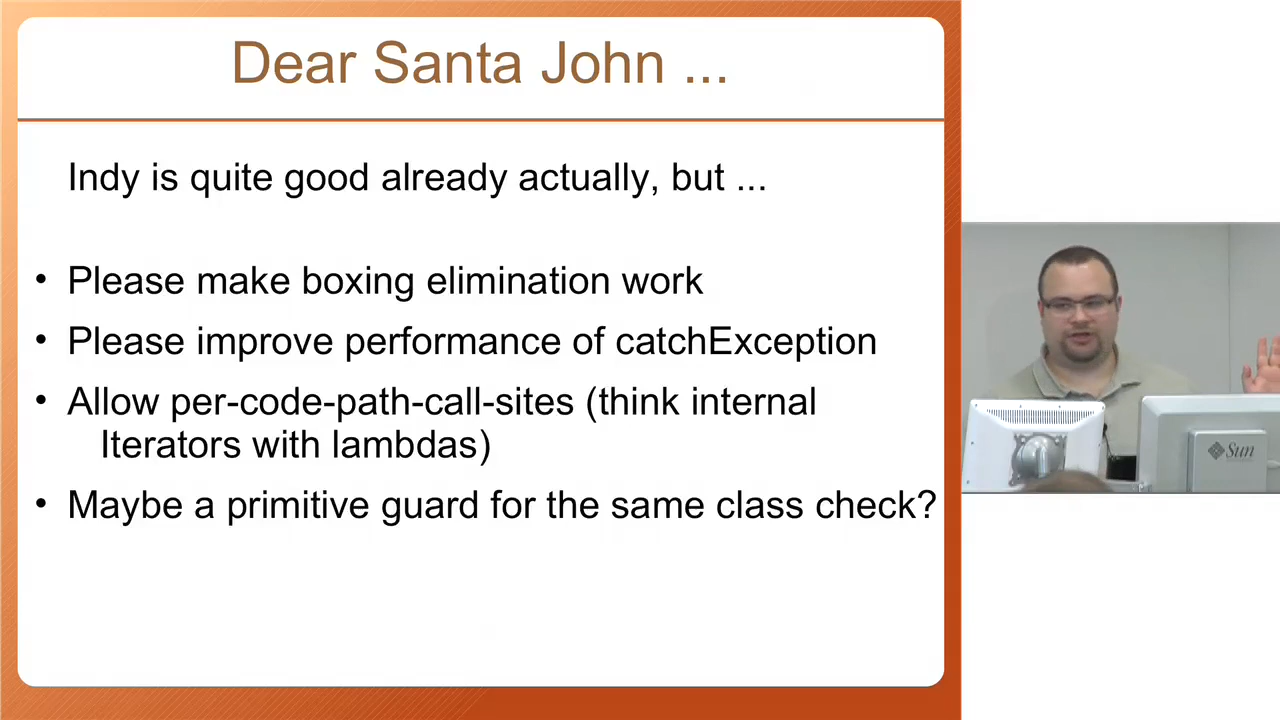 Dear Santa John ...
Indy is quite good already actually, but ...
• Please make boxing elimination work
• Please improve performance of catchException
• Allow per-code-path-call-sites (think internal
Iterators with lambdas)
• Maybe a primitive guard for the same class check?
Sun